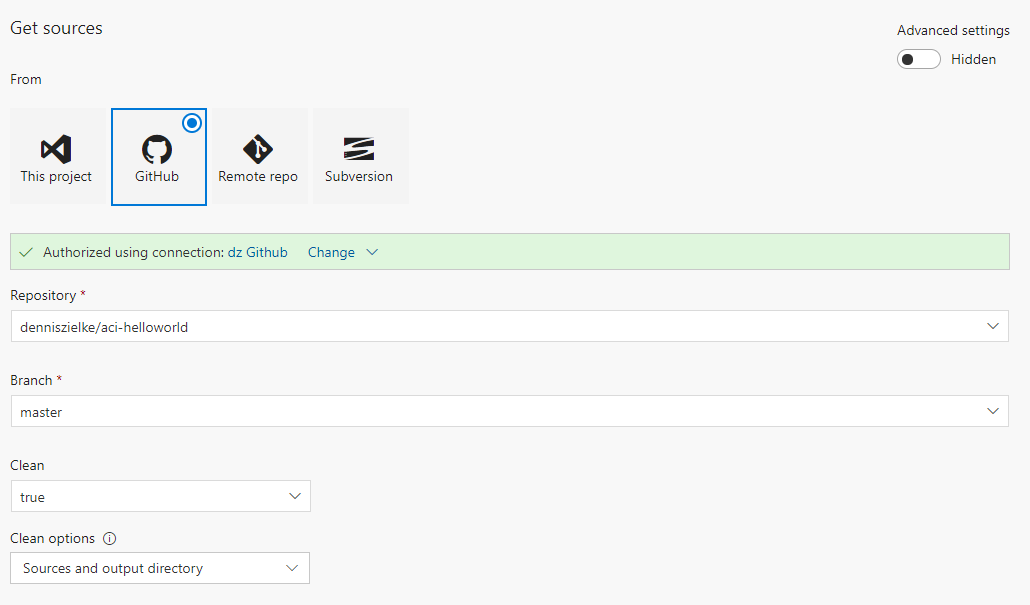 Get sources
Advanced settings
Hidden
From
This project
GitHub
Remote repo
Subversion
Authorized using connection: dz Github Change
Repository *
denniszielke/aci-helloworld
Branch *
master
Clean
true
Clean options
Sources and output directory